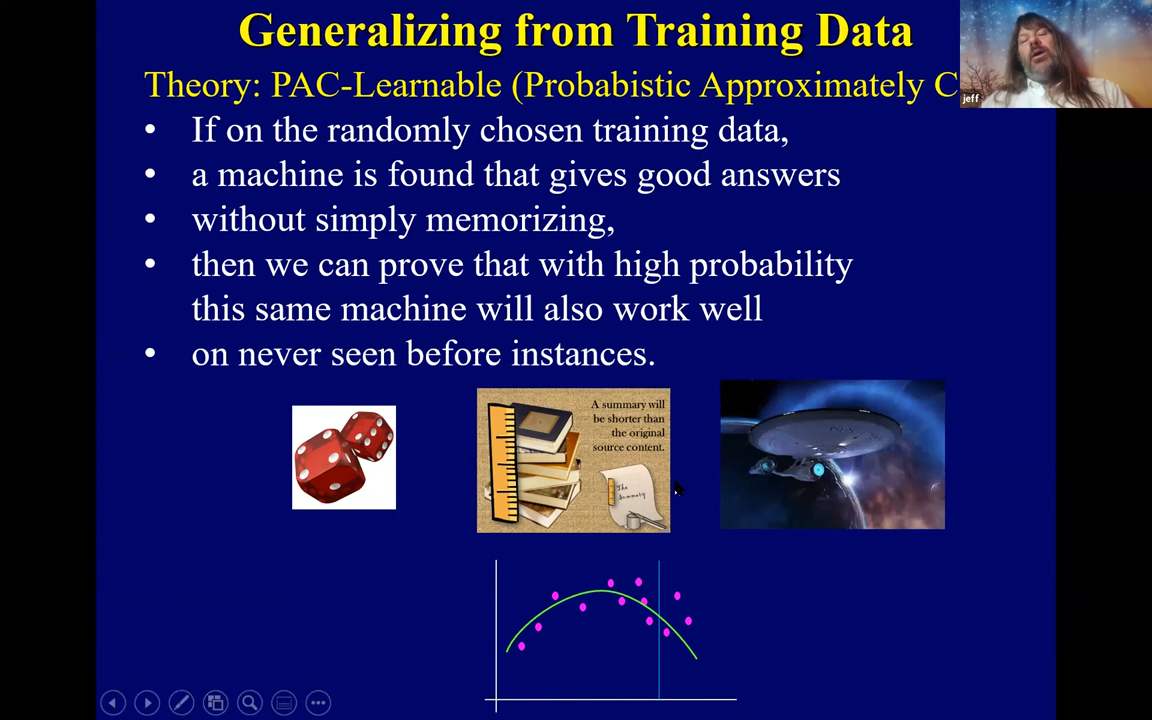 Generalizing from Training Data
Theory: PAC-Learnable (Probabistic Approximately C
jeff
• If on the randomly chosen training data,
• a machine is found that gives good answers
• without simply memorizing,
• then we can prove that with high probability
this same machine will also work well
• on never seen before instances.
A summary will
be shorter than
the original
source content.
The
Summary